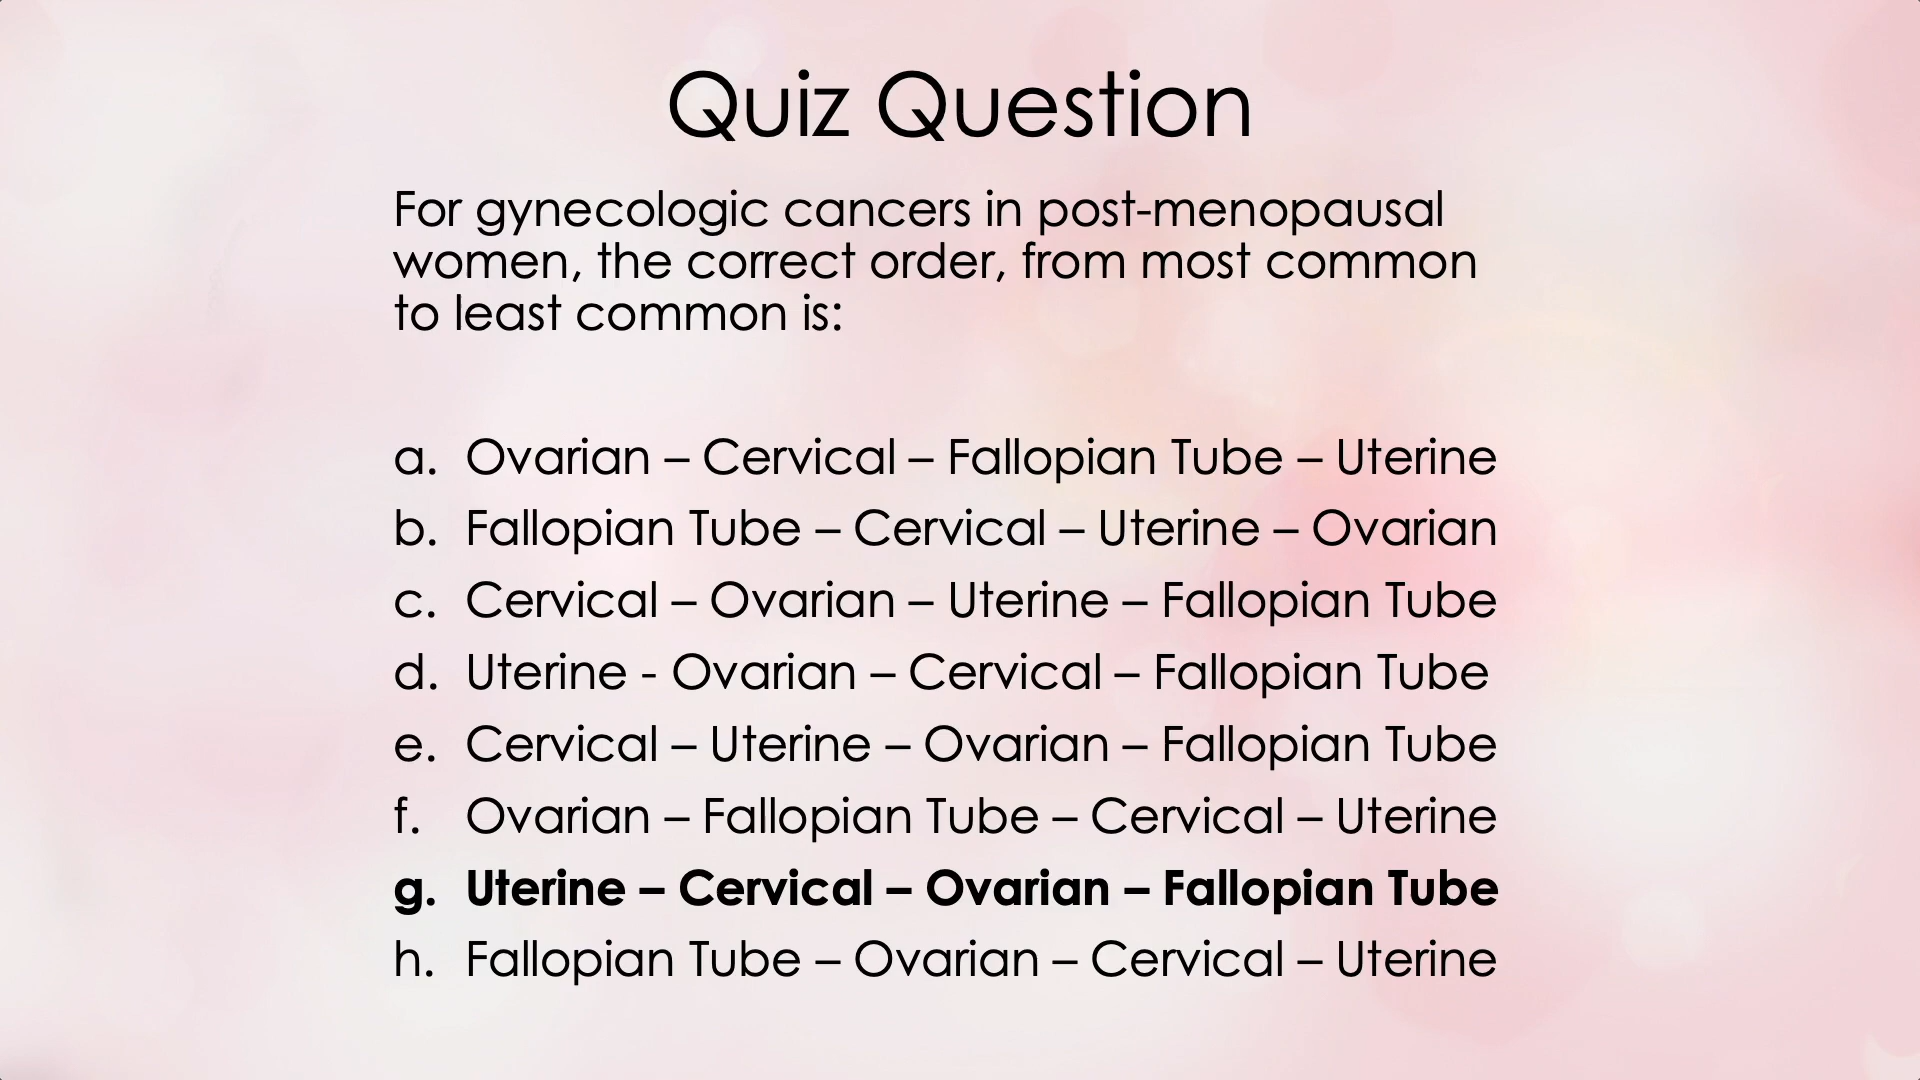 Quiz Question
For gynecologic cancers in post-menopausal
women, the correct order, from most common
to least common is:
a. Ovarian – Cervical – Fallopian Tube – Uterine
b. Fallopian Tube – Cervical – Uterine – Ovarian
c. Cervical – Ovarian – Uterine – Fallopian Tube
d. Uterine - Ovarian – Cervical – Fallopian Tube
e. Cervical – Uterine – Ovarian – Fallopian Tube
f. Ovarian – Fallopian Tube – Cervical – Uterine
g. Uterine – Cervical – Ovarian – Fallopian Tube
h. Fallopian Tube – Ovarian – Cervical – Uterine